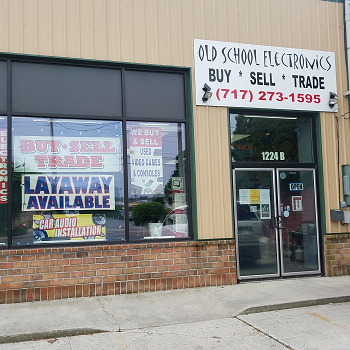 OLD SCHOOL ELECTRONICS
BUY * SELL * TRADE
(717) 273-1595
1224 B
OPEN
ELECTRONICS
BUY·SELL
TRADE
LAYAWAY
AVAILABLE
CAR AUDIO
INSTALLATION
WE BUY
& SELL
USED
VIDEO GAMES
& CONSOLES